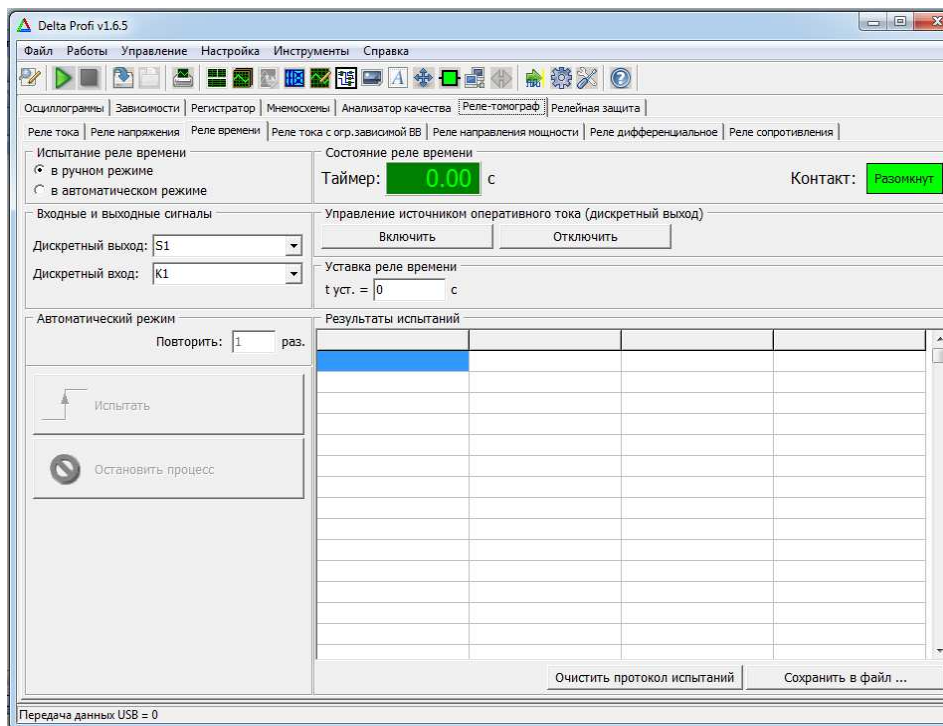 Delta Profi v1.6.5
Файл Работы Управление Настройка Инструменты Справка
Осциллограммы Зависимости Регистратор Мнемосхемы Анализатор качества Реле-томограф Релейная защита
Реле тока Реле напряжения Реле времени Реле тока с огр.зависимой ВВ Реле направления мощности Реле дифференциальное Реле сопротивления
Испытание реле времени
в ручном режиме
в автоматическом режиме
Состояние реле времени
Таймер: 0.00 с Контакт: Разомкнут
Входные и выходные сигналы
Дискретный выход: S1
Дискретный вход: K1
Управление источником оперативного тока (дискретный выход)
Включить Отключить
Уставка реле времени
t уст. = 0 с
Автоматический режим
Повторить: 1 раз.
Испытать
Остановить процесс
Результаты испытаний
Очистить протокол испытаний Сохранить в файл ...
Передача данных USB = 0